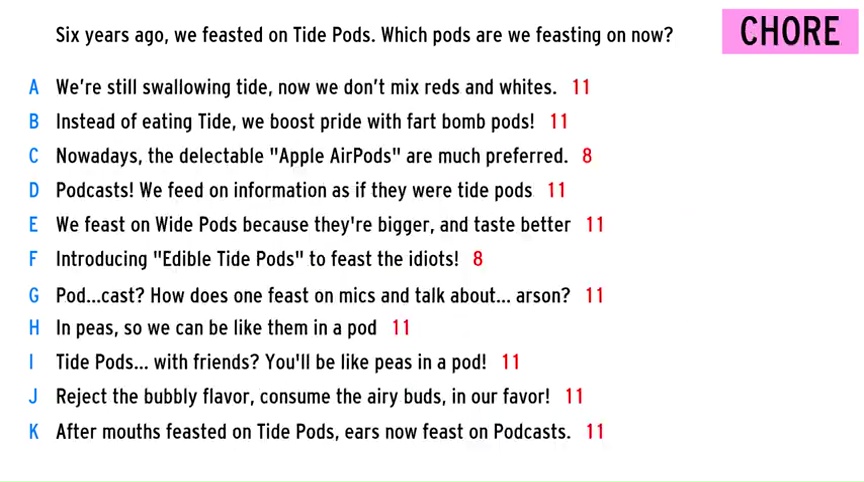 Six years ago, we feasted on Tide Pods. Which pods are we feasting on now?
CHORE
A We're still swallowing tide, now we don't mix reds and whites. 11
B Instead of eating Tide, we boost pride with fart bomb pods! 11
C Nowadays, the delectable "Apple AirPods" are much preferred. 8
D Podcasts! We feed on information as if they were tide pods 11
E We feast on Wide Pods because they're bigger, and taste better 11
F Introducing "Edible Tide Pods" to feast the idiots! 8
G Pod...cast? How does one feast on mics and talk about... arson? 11
H In peas, so we can be like them in a pod 11
I Tide Pods... with friends? You'll be like peas in a pod! 11
J Reject the bubbly flavor, consume the airy buds, in our favor! 11
K After mouths feasted on Tide Pods, ears now feast on Podcasts. 11